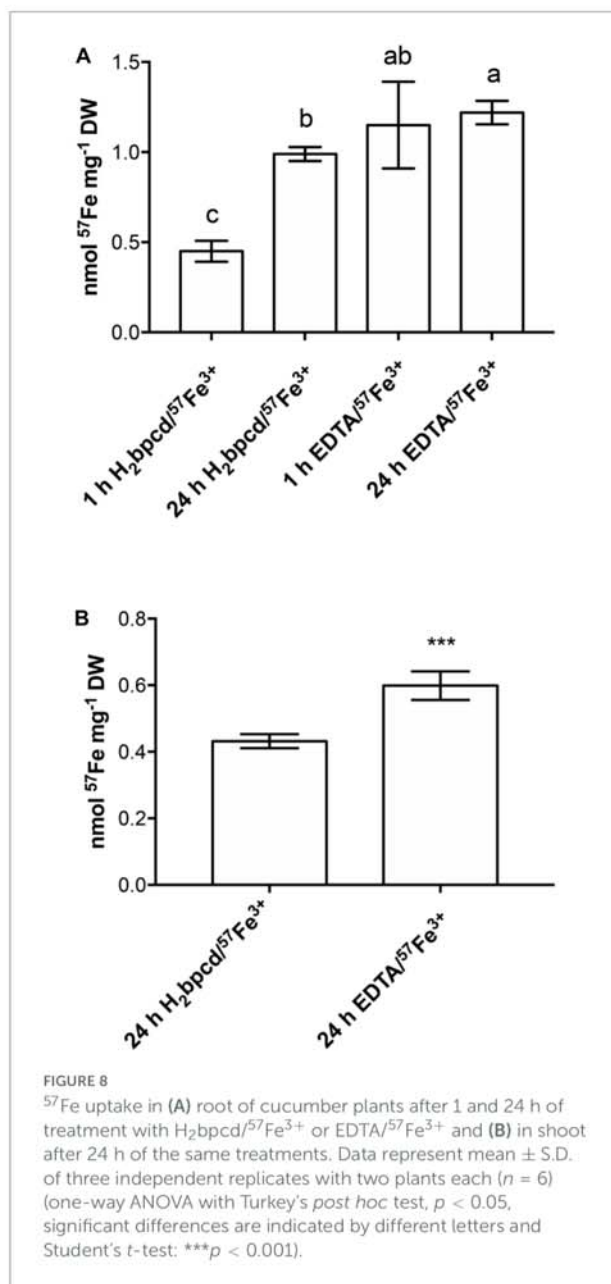 A
nmol ⁵⁷Fe mg⁻¹ DW
1.5
1.0
0.5
0.0
c
b
ab
a
1 h H₂bpcd/⁵⁷Fe³⁺
24 h H₂bpcd/⁵⁷Fe³⁺
1 h EDTA/⁵⁷Fe³⁺
24 h EDTA/⁵⁷Fe³⁺
B
nmol ⁵⁷Fe mg⁻¹ DW
0.8
0.6
0.4
0.2
0.0
***
24 h H₂bpcd/⁵⁷Fe³⁺
24 h EDTA/⁵⁷Fe³⁺
FIGURE 8
⁵⁷Fe uptake in (A) root of cucumber plants after 1 and 24 h of
treatment with H₂bpcd/⁵⁷Fe³⁺ or EDTA/⁵⁷Fe³⁺ and (B) in shoot
after 24 h of the same treatments. Data represent mean ± S.D.
of three independent replicates with two plants each (n = 6)
(one-way ANOVA with Turkey's post hoc test, p < 0.05,
significant differences are indicated by different letters and
Student's t-test: ***p < 0.001).